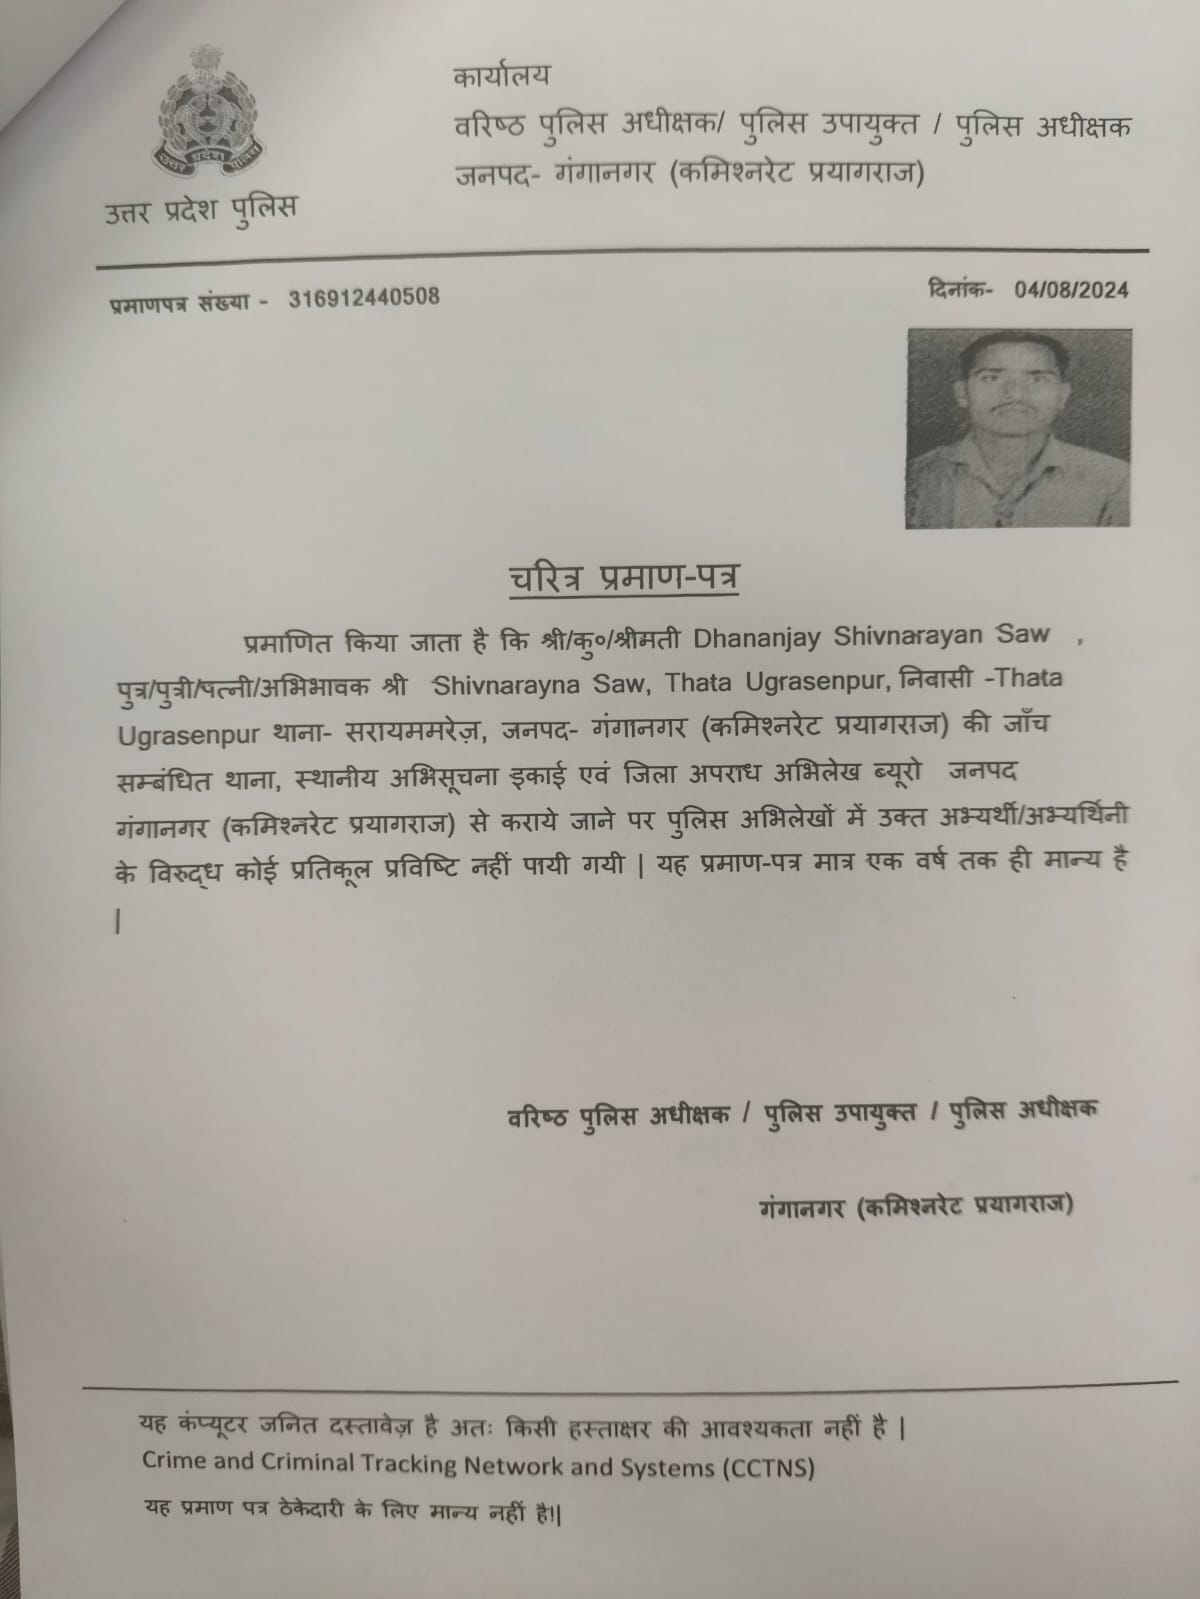 कार्यालय
वरिष्ठ पुलिस अधीक्षक/ पुलिस उपायुक्त / पुलिस अधीक्षक
जनपद- गंगानगर (कमिश्नरेट प्रयागराज)
उत्तर प्रदेश पुलिस
उत्तर प्रदेश पुलिस
प्रमाणपत्र संख्या - 316912440508
दिनांक- 04/08/2024
चरित्र प्रमाण-पत्र
प्रमाणित किया जाता है कि श्री/कु०/श्रीमती Dhananjay Shivnarayan Saw ,
पुत्र/पुत्री/पत्नी/अभिभावक श्री Shivnarayna Saw, Thata Ugrasenpur, निवासी -Thata
Ugrasenpur थाना- सरायममरेज़, जनपद- गंगानगर (कमिश्नरेट प्रयागराज) की जाँच
सम्बंधित थाना, स्थानीय अभिसूचना इकाई एवं जिला अपराध अभिलेख ब्यूरो जनपद
गंगानगर (कमिश्नरेट प्रयागराज) से कराये जाने पर पुलिस अभिलेखों में उक्त अभ्यर्थी/अभ्यर्थिनी
के विरुद्ध कोई प्रतिकूल प्रविष्टि नहीं पायी गयी | यह प्रमाण-पत्र मात्र एक वर्ष तक ही मान्य है
|
वरिष्ठ पुलिस अधीक्षक / पुलिस उपायुक्त / पुलिस अधीक्षक
गंगानगर (कमिश्नरेट प्रयागराज)
यह कंप्यूटर जनित दस्तावेज़ है अतः किसी हस्ताक्षर की आवश्यकता नहीं है |
Crime and Criminal Tracking Network and Systems (CCTNS)
यह प्रमाण पत्र ठेकेदारी के लिए मान्य नहीं है!|